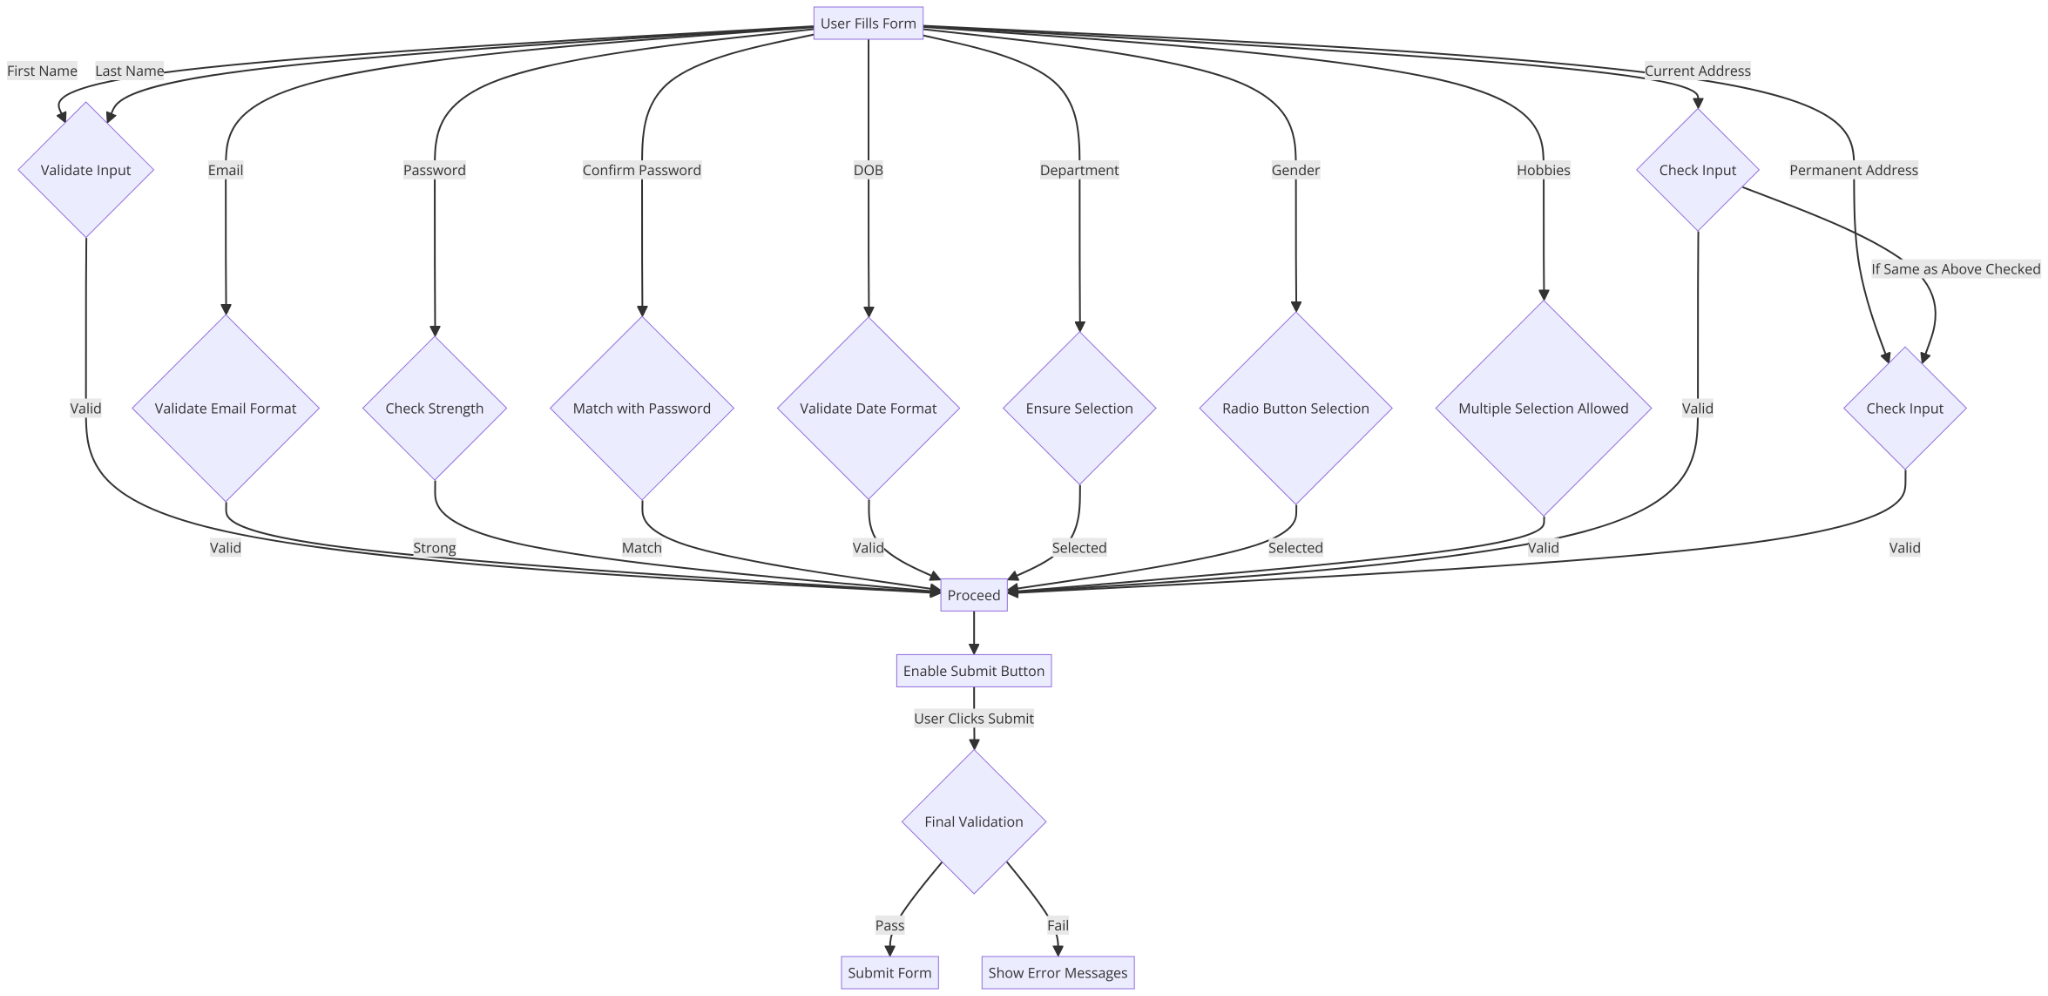 User Fills Form
First Name
Last Name
Current Address
Validate Input
Email
Password
Confirm Password
DOB
Department
Gender
Hobbies
Check Input
Permanent Address
If Same as Above Checked
Valid
Validate Email Format
Check Strength
Match with Password
Validate Date Format
Ensure Selection
Radio Button Selection
Multiple Selection Allowed
Valid
Check Input
Valid
Strong
Match
Valid
Selected
Selected
Valid
Valid
Proceed
Enable Submit Button
User Clicks Submit
Final Validation
Pass
Fail
Submit Form
Show Error Messages